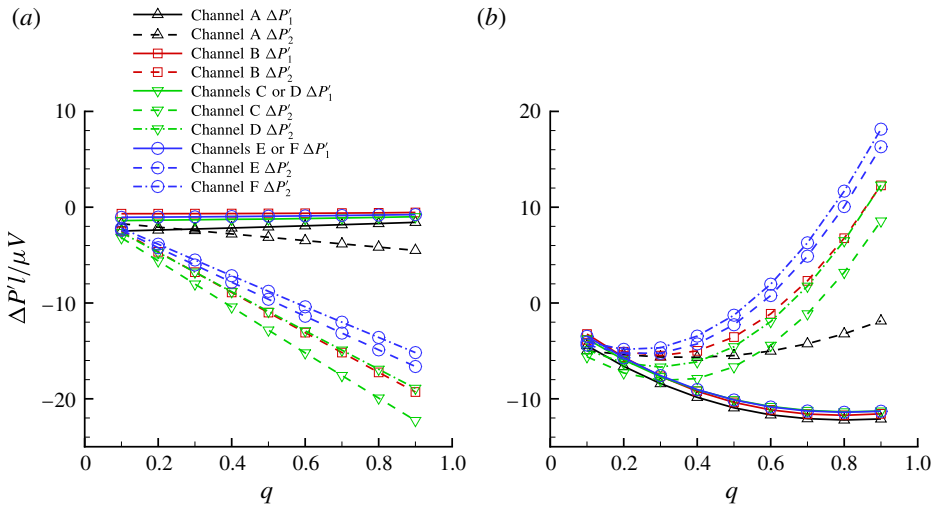 (a)
Channel A ΔP′₁
Channel A ΔP′₂
Channel B ΔP′₁
Channel B ΔP′₂
Channels C or D ΔP′₁
Channel C ΔP′₂
Channel D ΔP′₂
Channels E or F ΔP′₁
Channel E ΔP′₂
Channel F ΔP′₂
10
0
−10
−20
ΔP′l/μV
0 0.2 0.4 0.6 0.8 1.0
q
(b)
20
10
0
−10
0 0.2 0.4 0.6 0.8 1.0
q